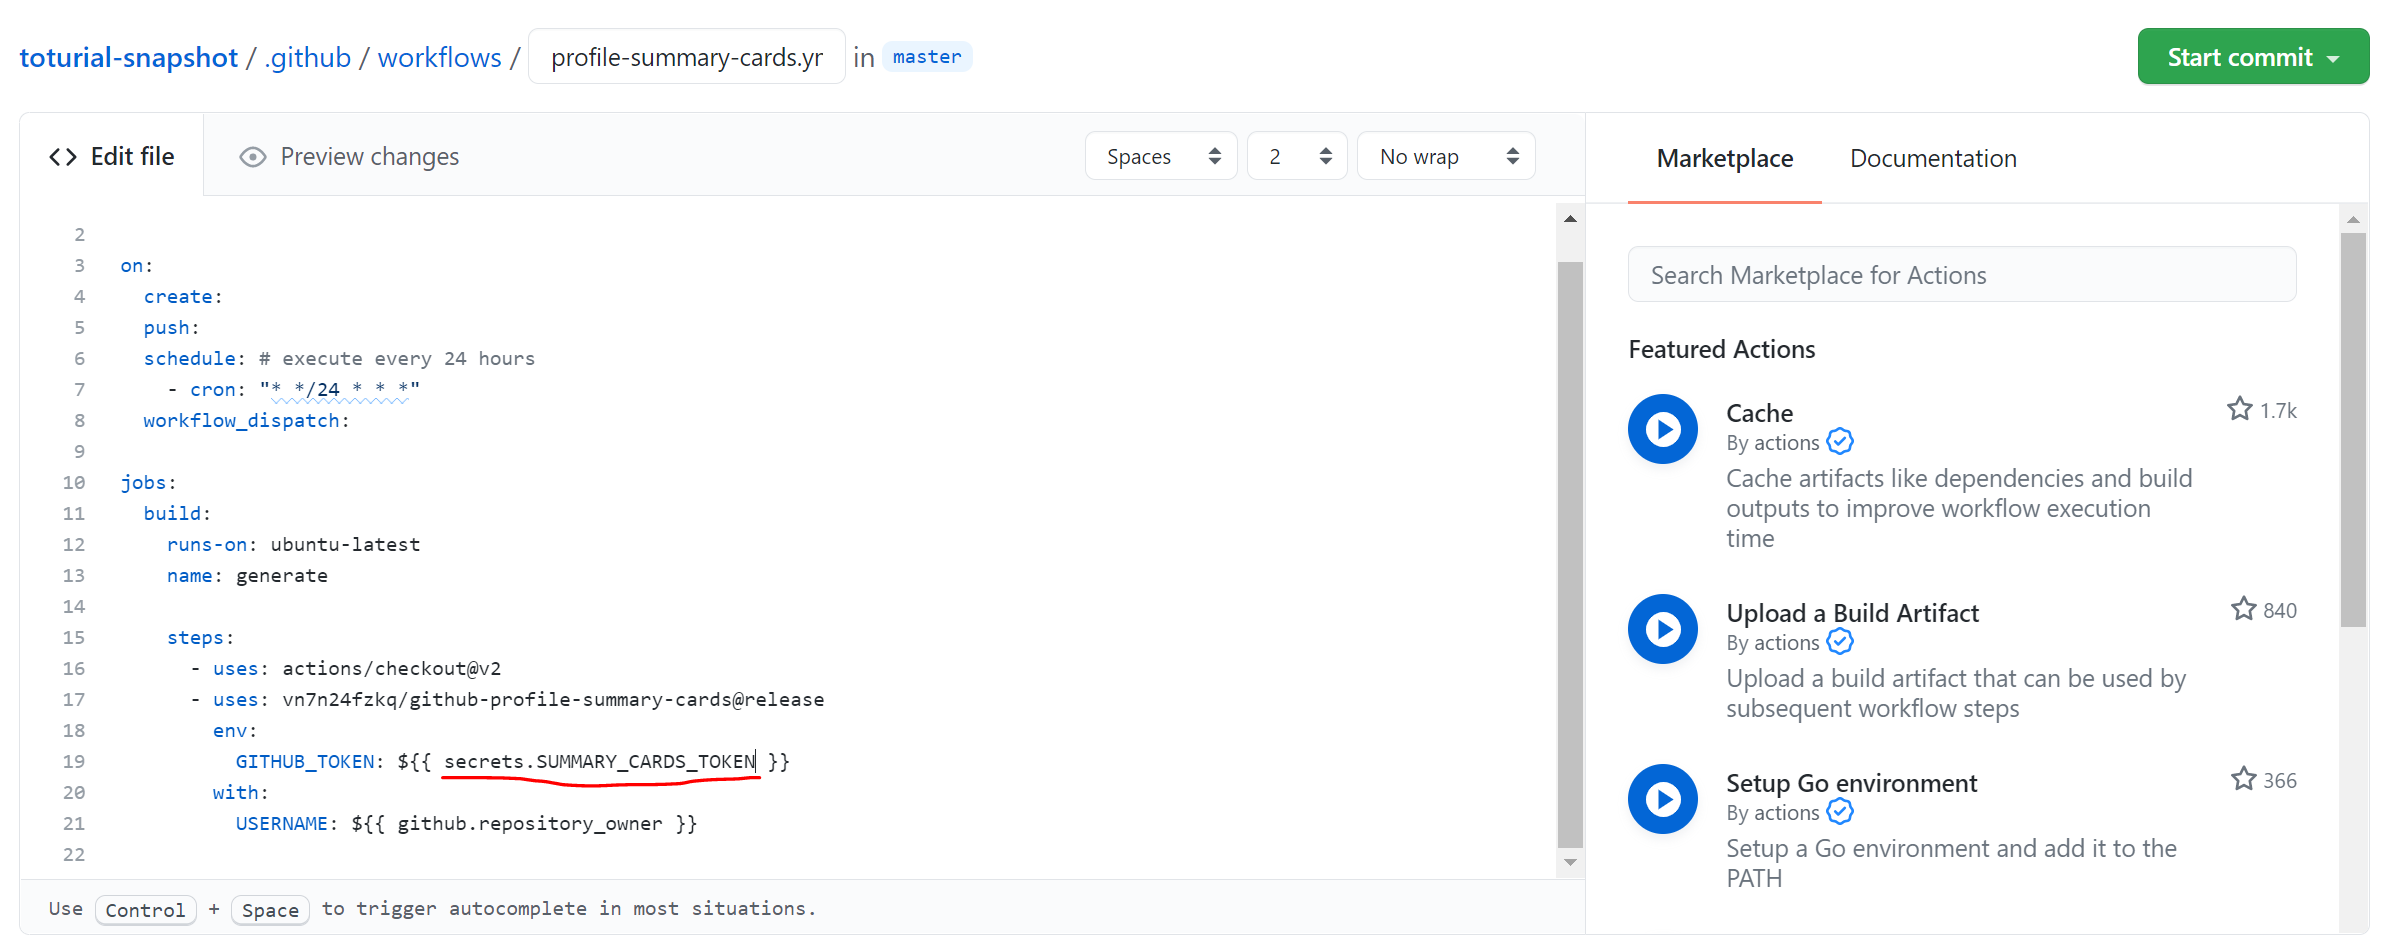 toturial-snapshot / .github / workflows / profile-summary-cards.yr in master
Start commit
Edit file
Preview changes
Spaces
2
No wrap
2
3 on:
4 create:
5 push:
6 schedule: # execute every 24 hours
7 - cron: "* */24 * * *"
8 workflow_dispatch:
9
10 jobs:
11 build:
12 runs-on: ubuntu-latest
13 name: generate
14
15 steps:
16 - uses: actions/checkout@v2
17 - uses: vn7n24fzkq/github-profile-summary-cards@release
18 env:
19 GITHUB_TOKEN: ${{ secrets.SUMMARY_CARDS_TOKEN }}
20 with:
21 USERNAME: ${{ github.repository_owner }}
22
Use Control + Space to trigger autocomplete in most situations.
Marketplace
Documentation
Search Marketplace for Actions
Featured Actions
Cache
1.7k
By actions
Cache artifacts like dependencies and build
outputs to improve workflow execution
time
Upload a Build Artifact
840
By actions
Upload a build artifact that can be used by
subsequent workflow steps
Setup Go environment
366
By actions
Setup a Go environment and add it to the
PATH